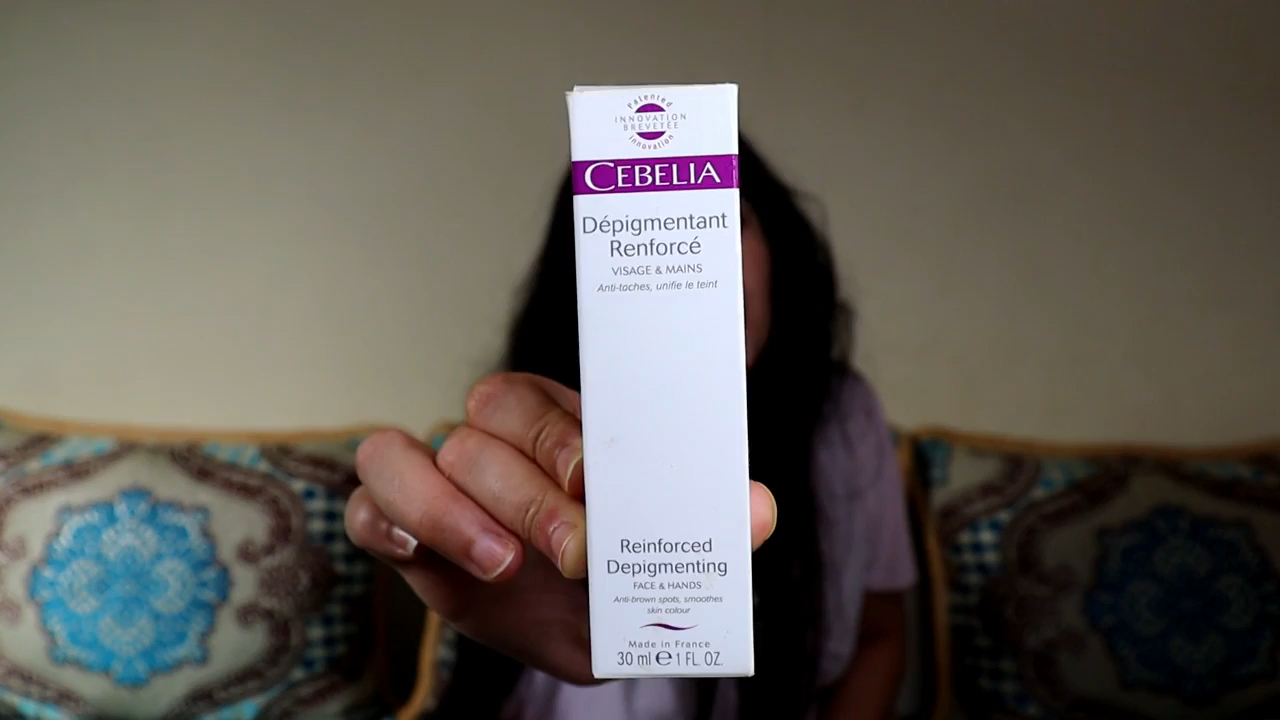 Patented
INNOVATION
BREVETÉE
Innovation
CEBELIA
Dépigmentant
Renforcé
VISAGE & MAINS
Anti-taches, unifie le teint
Reinforced
Depigmenting
FACE & HANDS
Anti-brown spots, smoothes
skin colour
Made in France
30 ml ℮ 1 FL. OZ.